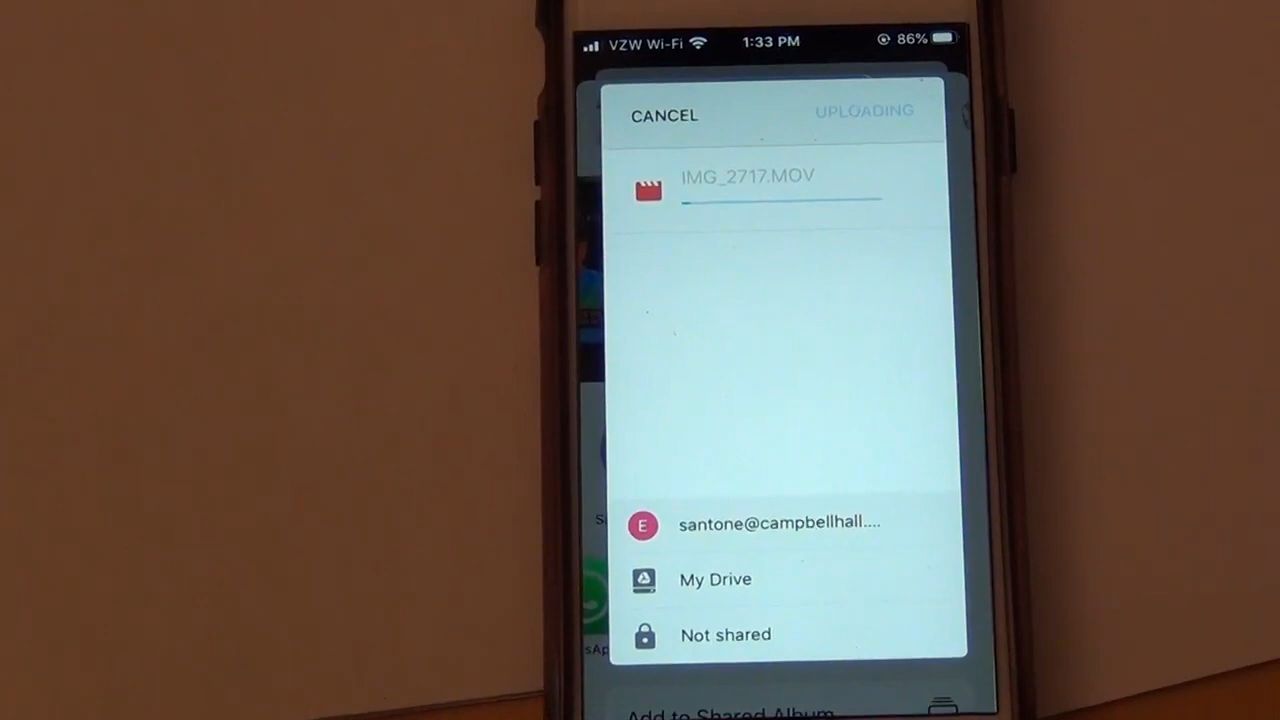 VZW Wi-Fi 1:33 PM 86%
CANCEL UPLOADING
IMG_2717.MOV
E santone@campbellhall....
My Drive
Not shared
sAp
Add to Shared Album